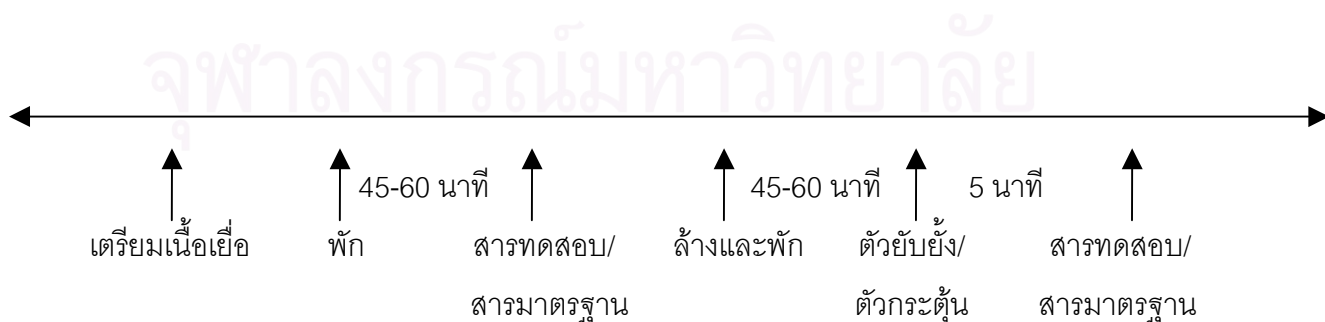 จุฬาลงกรณ์มหาวิทยาลัย
45-60 นาที 45-60 นาที 5 นาที
เตรียมเนื้อเยื่อ พัก สารทดสอบ/ ล้างและพัก ตัวยับยั้ง/ สารทดสอบ/
สารมาตรฐาน ตัวกระตุ้น สารมาตรฐาน